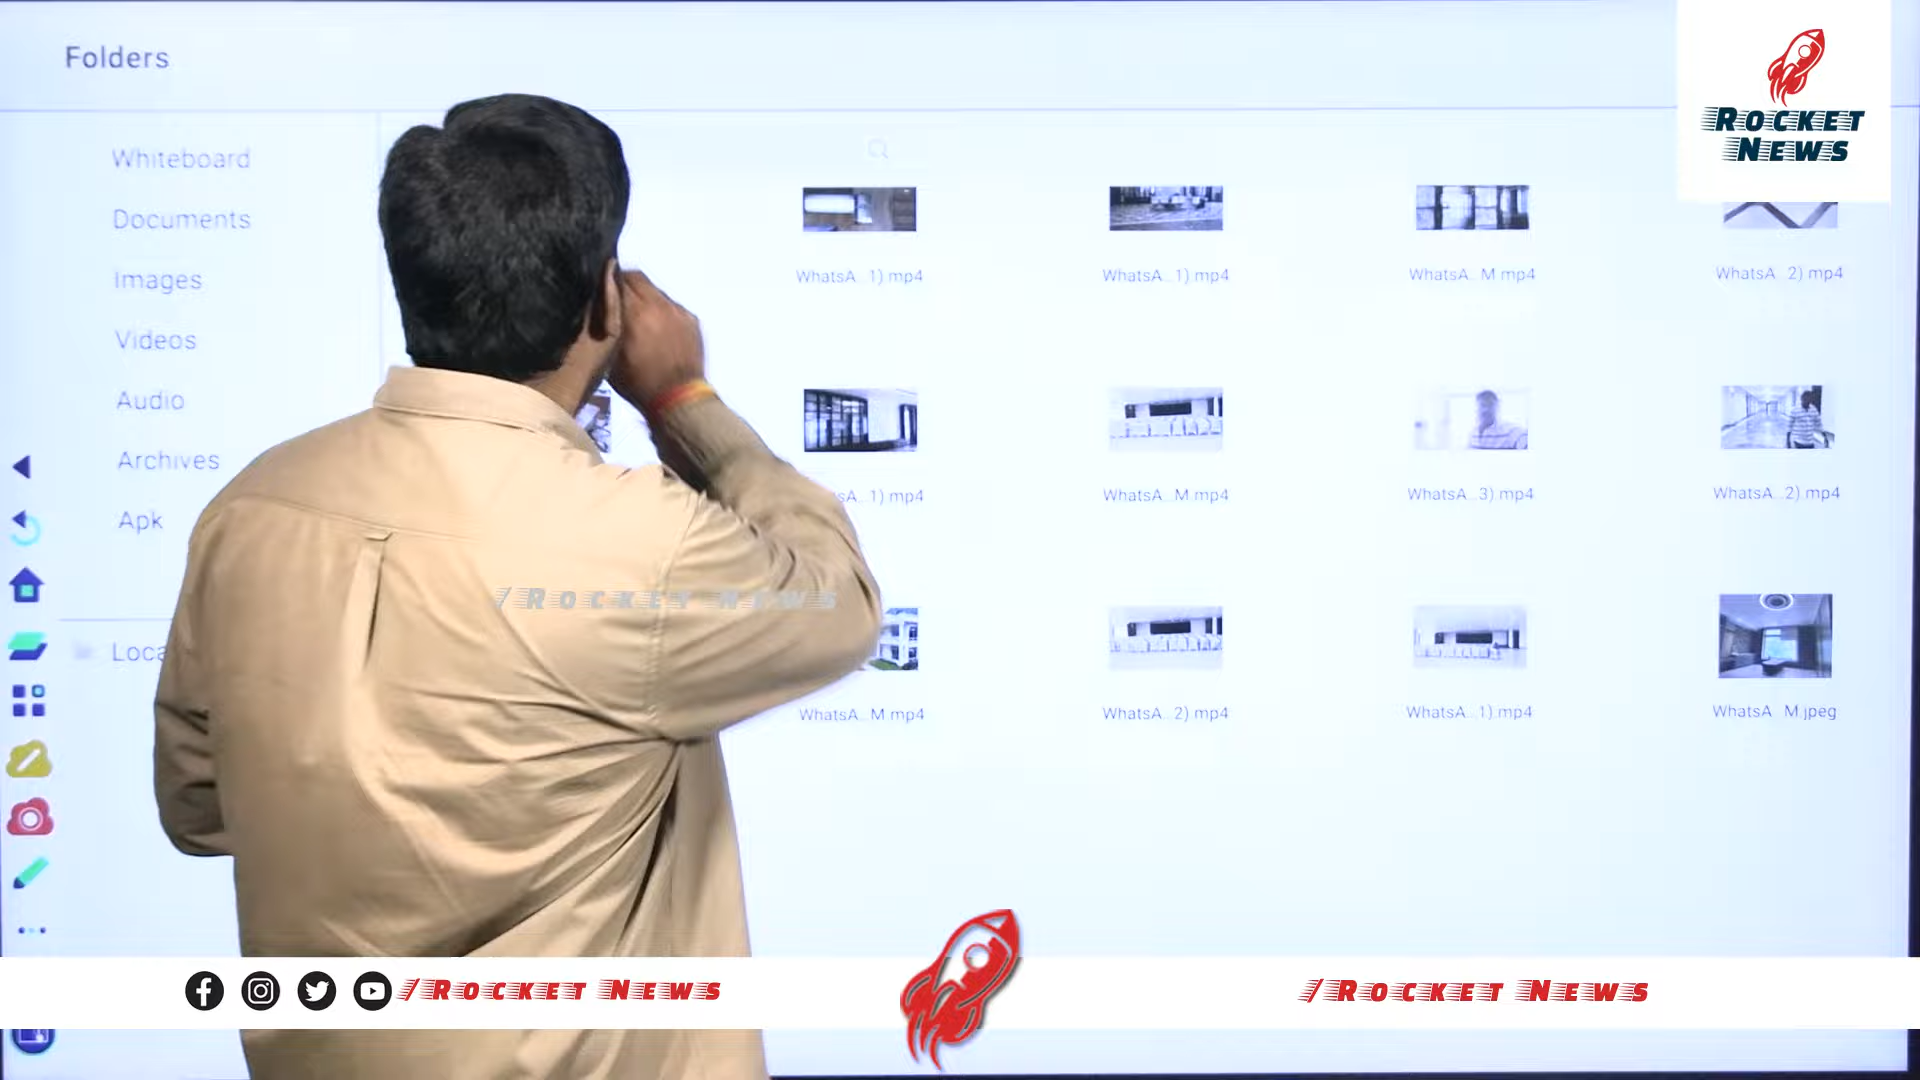 Folders
ROCKET
NEWS
Whiteboard
Documents
Images
Videos
Audio
Archives
Apk
WhatsA...1).mp4
WhatsA...1).mp4
WhatsA...M.mp4
WhatsA...2).mp4
sA...1).mp4
WhatsA...M.mp4
WhatsA...3).mp4
WhatsA...2).mp4
/ROCKET NEWS
Loca
WhatsA...M.mp4
WhatsA...2).mp4
WhatsA...1).mp4
WhatsA...M.jpeg
/ROCKET NEWS
/ROCKET NEWS